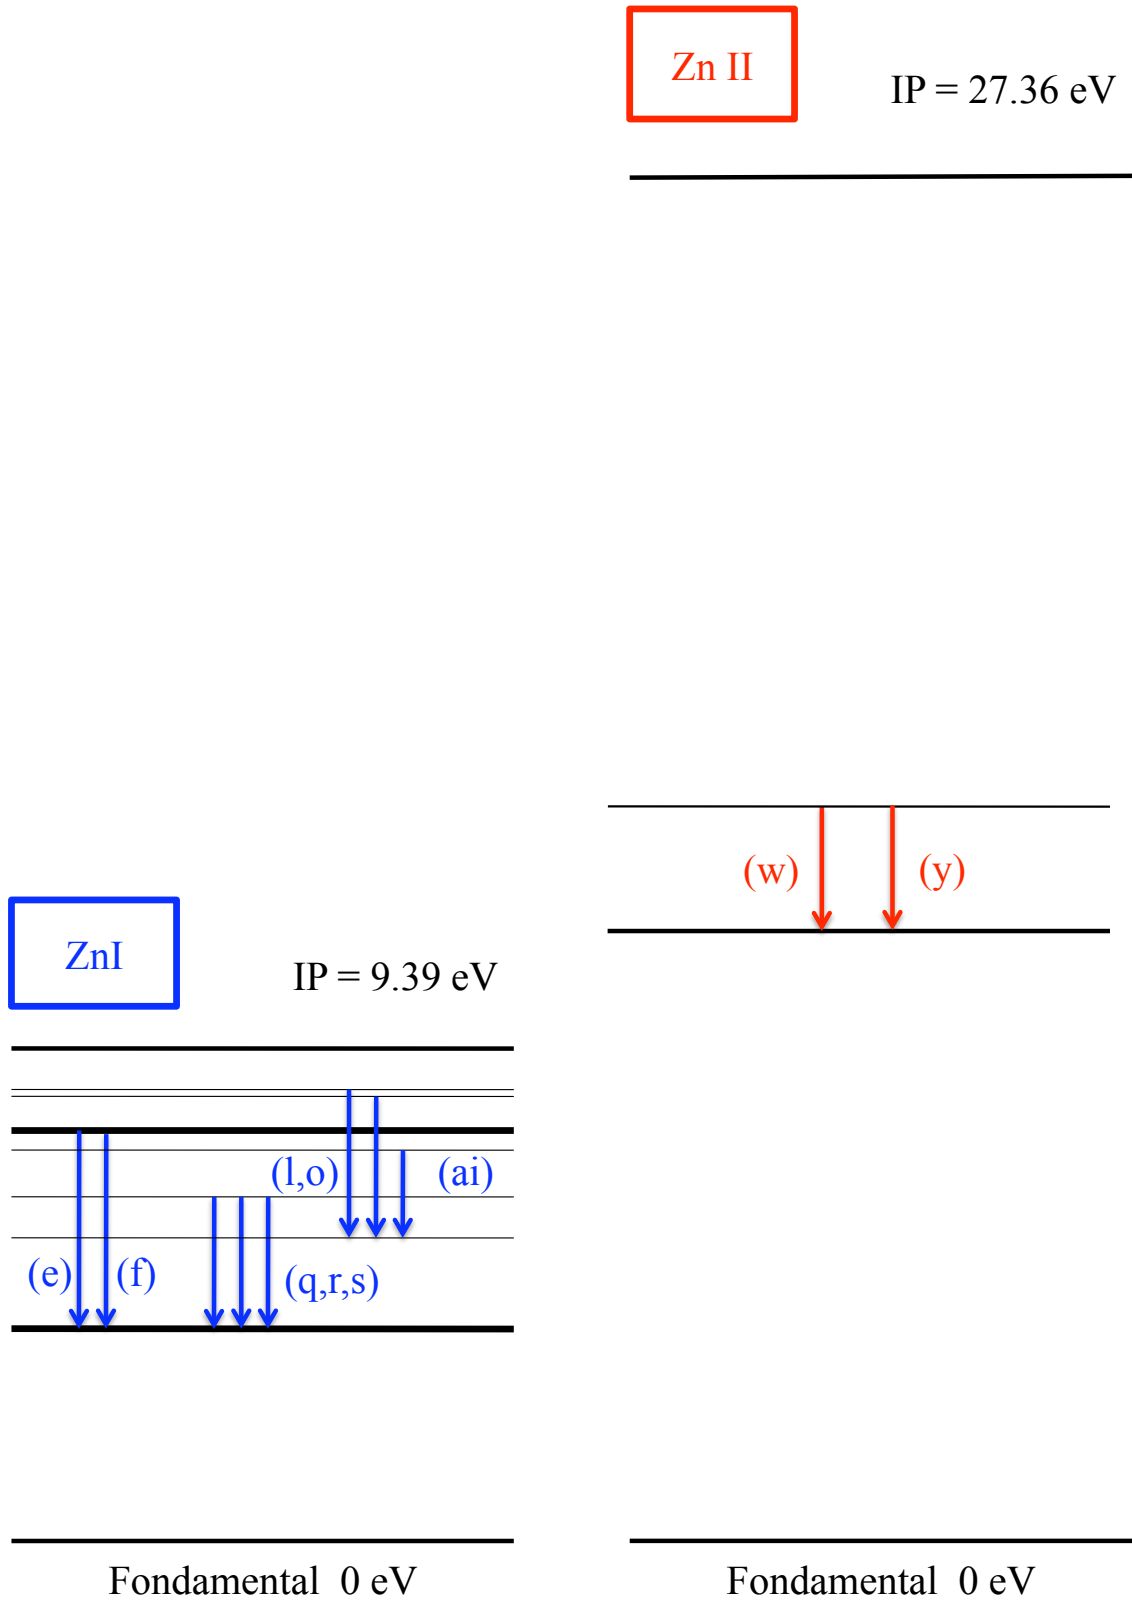 Zn II
IP = 27.36 eV
(w)
(y)
ZnI
IP = 9.39 eV
(l,o)
(ai)
(e)
(f)
(q,r,s)
Fondamental 0 eV
Fondamental 0 eV